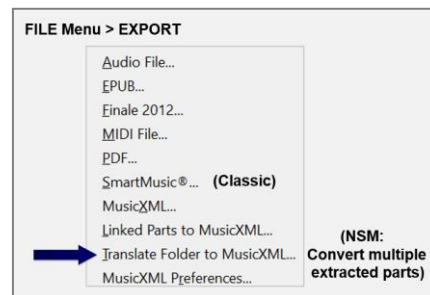 FILE Menu > EXPORT
Audio File...
EPUB...
Finale 2012...
MIDI File...
PDF...
SmartMusic®... (Classic)
MusicXML...
Linked Parts to MusicXML...
Translate Folder to MusicXML...
MusicXML Preferences...
(NSM:
Convert multiple
extracted parts)